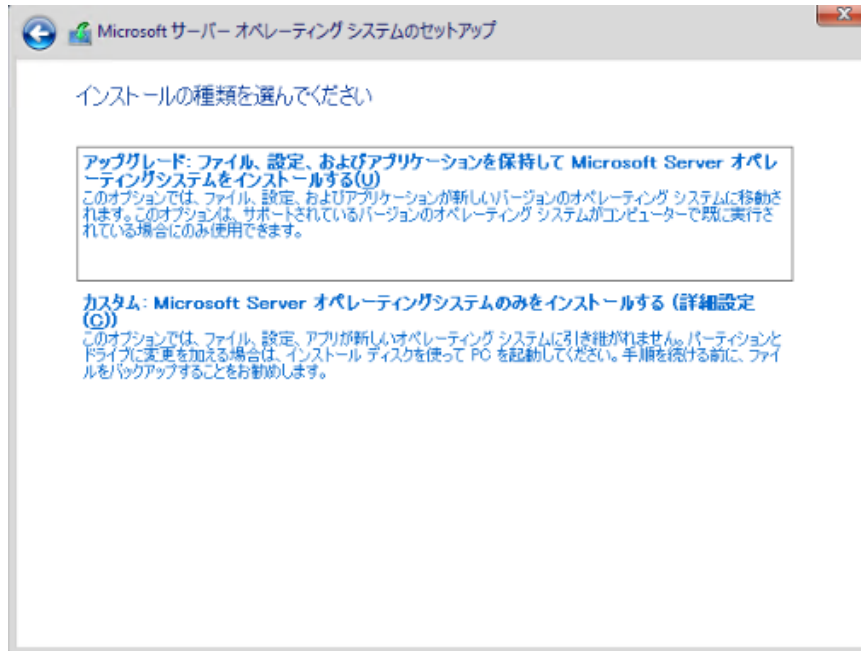 Microsoft サーバー オペレーティング システムのセットアップ
インストールの種類を選んでください
アップグレード: ファイル、設定、およびアプリケーションを保持して Microsoft Server オペレ
ーティングシステムをインストールする(U)
このオプションでは、ファイル、設定、およびアプリケーションが新しいバージョンのオペレーティング システムに移動さ
れます。このオプションは、サポートされているバージョンのオペレーティング システムがコンピューターで既に実行さ
れている場合にのみ使用できます。
カスタム: Microsoft Server オペレーティングシステムのみをインストールする (詳細設定
(C))
このオプションでは、ファイル、設定、アプリが新しいオペレーティング システムに引き継がれません。パーティションと
ドライブに変更を加える場合は、インストール ディスクを使って PC を起動してください。手順を続ける前に、ファイ
ルをバックアップすることをお勧めします。